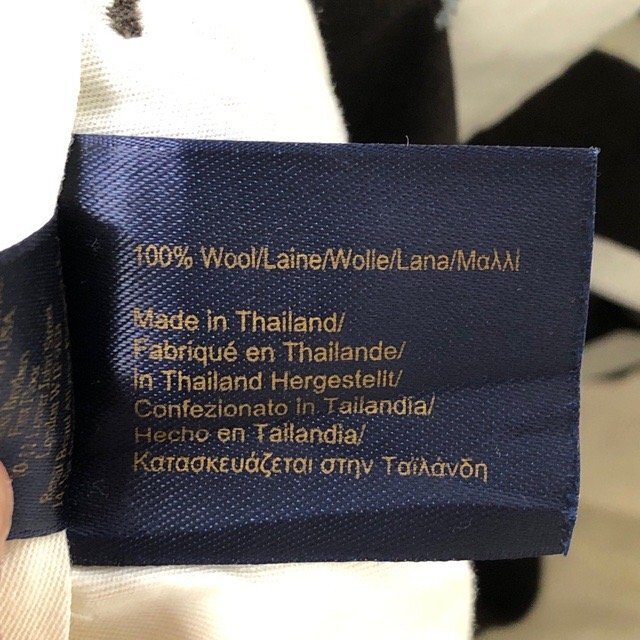 100% Wool/Laine/Wolle/Lana/Μαλλί
Made in Thailand/
Fabriqué en Thailande/
In Thailand Hergestellt/
Confezionato in Tailandia/
Hecho en Tailandia/
Κατασκευάζεται στην Ταϊλάνδη